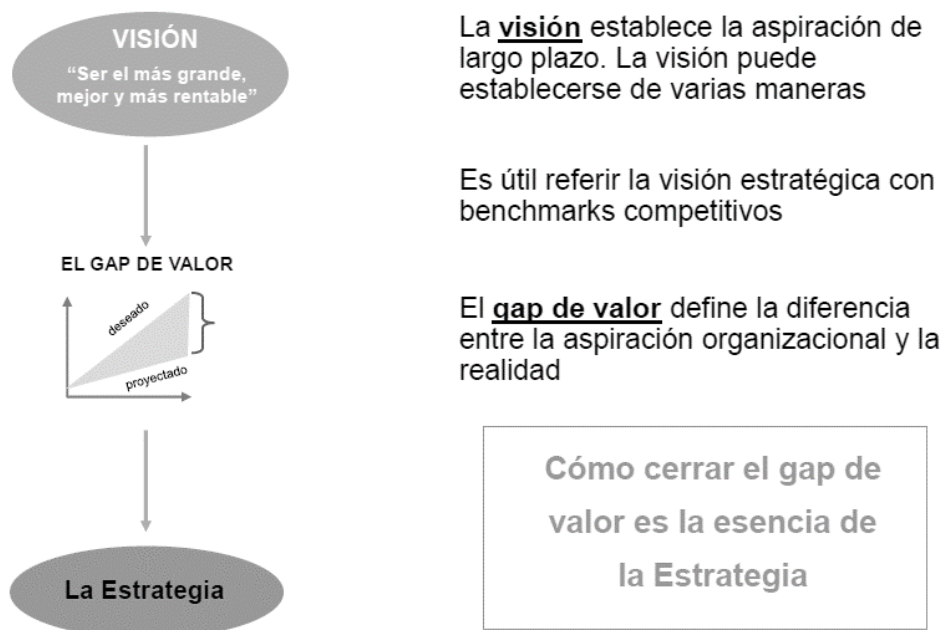 VISIÓN
“Ser el más grande,
mejor y más rentable”
La visión establece la aspiración de
largo plazo. La visión puede
establecerse de varias maneras
Es útil referir la visión estratégica con
benchmarks competitivos
EL GAP DE VALOR
deseado
proyectado
El gap de valor define la diferencia
entre la aspiración organizacional y la
realidad
Cómo cerrar el gap de
valor es la esencia de
la Estrategia
La Estrategia